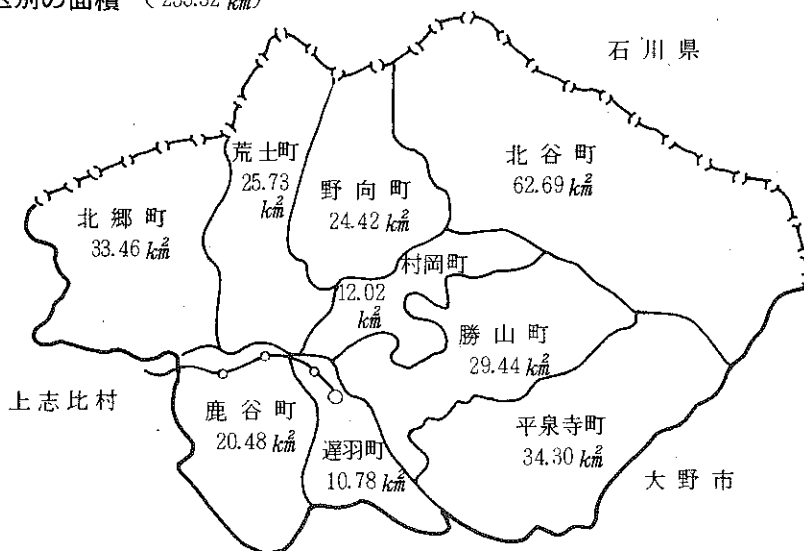 区別の面積 (253.32 ㎢)
石川県
荒土町
25.73
㎢
野向町
24.42 ㎢
北谷町
62.69 ㎢
北郷町
33.46 ㎢
村岡町
12.02
㎢
勝山町
29.44 ㎢
上志比村
鹿谷町
20.48 ㎢
遅羽町
10.78 ㎢
平泉寺町
34.30 ㎢
大野市